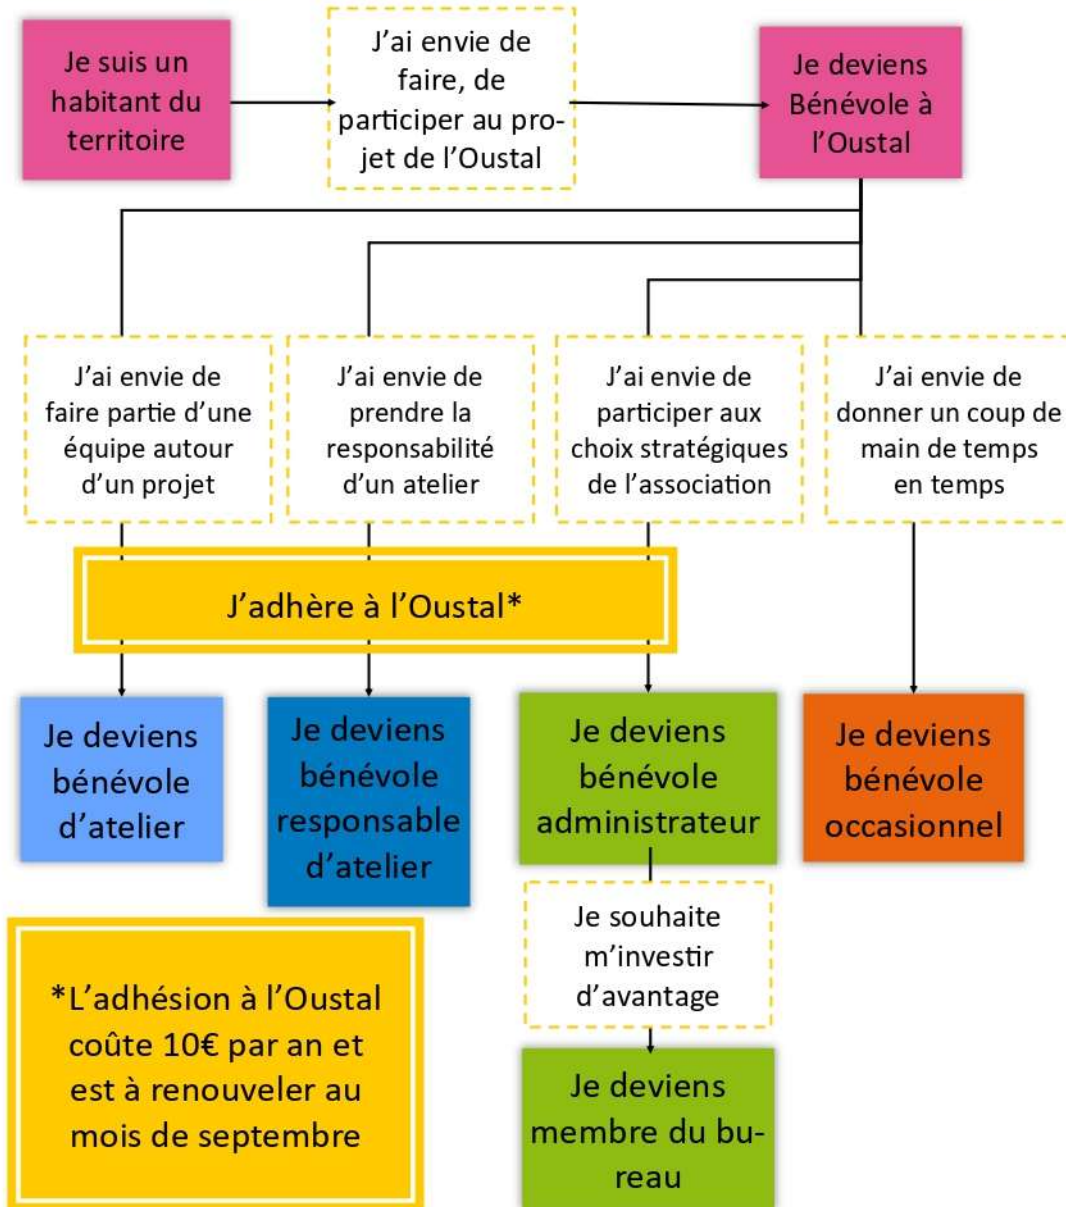 Je suis un
habitant du
territoire
J'ai envie de
faire, de
participer au pro-
jet de l'Oustal
Je deviens
Bénévole à
l'Oustal
J'ai envie de
faire partie d'une
équipe autour
d'un projet
J'ai envie de
prendre la
responsabilité
d'un atelier
J'ai envie de
participer aux
choix stratégiques
de l'association
J'ai envie de
donner un coup de
main de temps
en temps
J'adhère à l'Oustal*
Je deviens
bénévole
d'atelier
Je deviens
bénévole
responsable
d'atelier
Je deviens
bénévole
administrateur
Je deviens
bénévole
occasionnel
Je souhaite
m'investir
d'avantage
*L'adhésion à l'Oustal
coûte 10€ par an et
est à renouveler au
mois de septembre
Je deviens
membre du bu-
reau